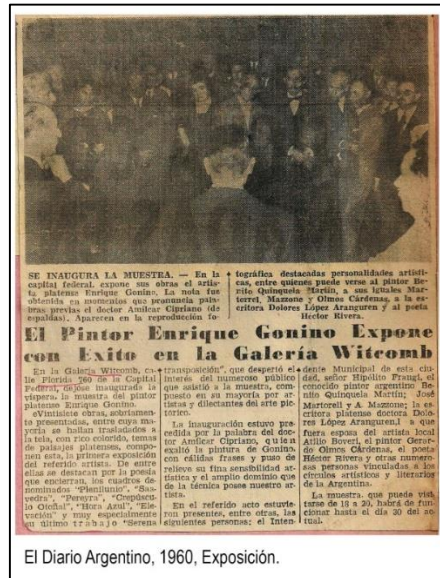 SE INAUGURA LA MUESTRA. — En la
capital federal, expone sus obras el artis-
ta platense Enrique Gonino. La nota fue
obtenida en momentos que pronuncia pala-
bras previas el doctor Amílcar Cipriano (de
espaldas). Aparecen en la reproducción fo-
tográfica destacadas personalidades artísti-
cas, entre quienes puede verse al pintor Be-
nito Quinquela Martín, a sus iguales Mar-
torrel, Mazzone y Olmos Cárdenas, a la es-
critora Dolores López Aranguren y al poeta
Héctor Rivera.
El Pintor Enrique Gonino Expone
con Exito en la Galería Witcomb
En la Galería Witcomb, ca-
lle Florida 760 de la Capital
Federal, dejóse inaugurada la
víspera, la muestra del pintor
platense Enrique Gonino.
eVintisiete obras, sobriamen-
te presentadas, entre cuya ma-
yoría se hallan trasladados a
la tela, con rico colorido, temas
de paisajes platenses, compo-
nen esta, la primera exposición
del referido artista. De entre
ellas se destacan por la poesía
que encierran, los cuadros de-
nominados "Plenilunio", "Saa-
vedra", "Pereyra", "Crepúscu-
lo Otoñal", "Hora Azul", "Ele-
vación" y muy especialmente
su último trabajo "Serena
transposición", que despertó el
interés del numeroso público
que asistió a la muestra, com-
puesto en su mayoría por ar-
tistas y dilectantes del arte pic-
tórico.
La inauguración estuvo pre-
cedida por la palabra del doc-
tor Amílcar Cipriano, quien
exaltó la pintura de Gonino,
con cálidas frases y puso de
relieve su fina sensibilidad ar-
tística y el amplio dominio que
de la técnica posee nuestro ar-
tista.
En el referido acto estuvie-
ron presentes, entre otras, las
siguientes personas; el Inten-
dente Municipal de esta ciu-
dad, señor Hipólito Frangi, el
conocido pintor argentino Be-
nito Quinquela Martín; José
Martorell y A. Mazzone; la es-
critora platense doctora Dolo-
res López Aranguren, a que
fuera esposa del artista local
Atilio Boveri, el pintor Gerar-
do Olmos Cárdenas, el poeta
Héctor Rivera y otras numero-
sas personas vinculadas a los
círculos artísticos y literarios
de la Argentina.
La muestra, que puede visi-
tarse de 18 a 20, habrá de fun-
cionar hasta el día 30 del ac-
tual.
El Diario Argentino, 1960, Exposición.